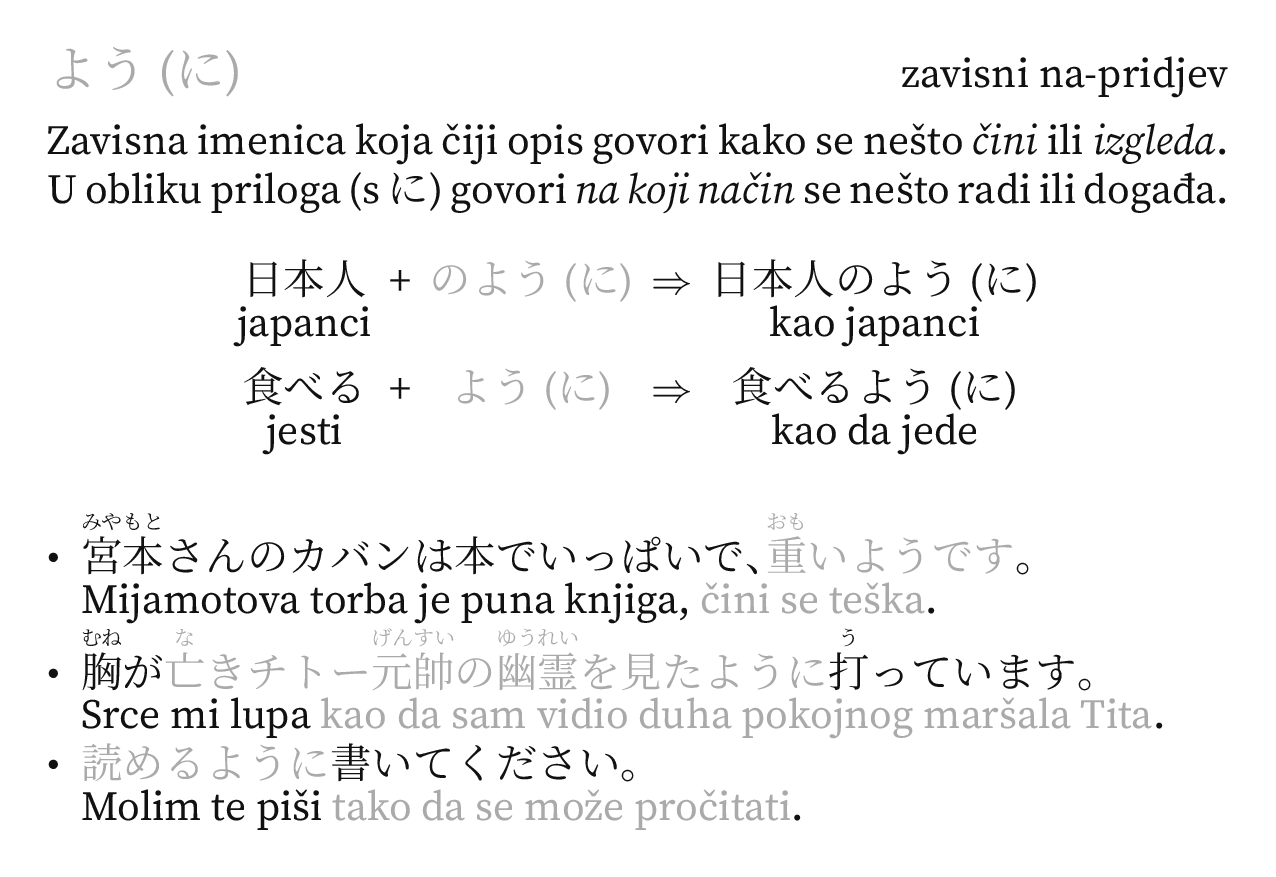 よう (に) zavisni na-pridjev
Zavisna imenica koja čiji opis govori kako se nešto čini ili izgleda.
U obliku priloga (s に) govori na koji način se nešto radi ili događa.
日本人 + のよう (に) ⇒ 日本人のよう (に)
japanci kao japanci
食べる + よう (に) ⇒ 食べるよう (に)
jesti kao da jede
みやもと おも
• 宮本さんのカバンは本でいっぱいで、重いようです。
Mijamotova torba je puna knjiga, čini se teška.
むね な げんすい ゆうれい う
• 胸が亡きチトー元帥の幽霊を見たように打っています。
Srce mi lupa kao da sam vidio duha pokojnog maršala Tita.
• 読めるように書いてください。
Molim te piši tako da se može pročitati.